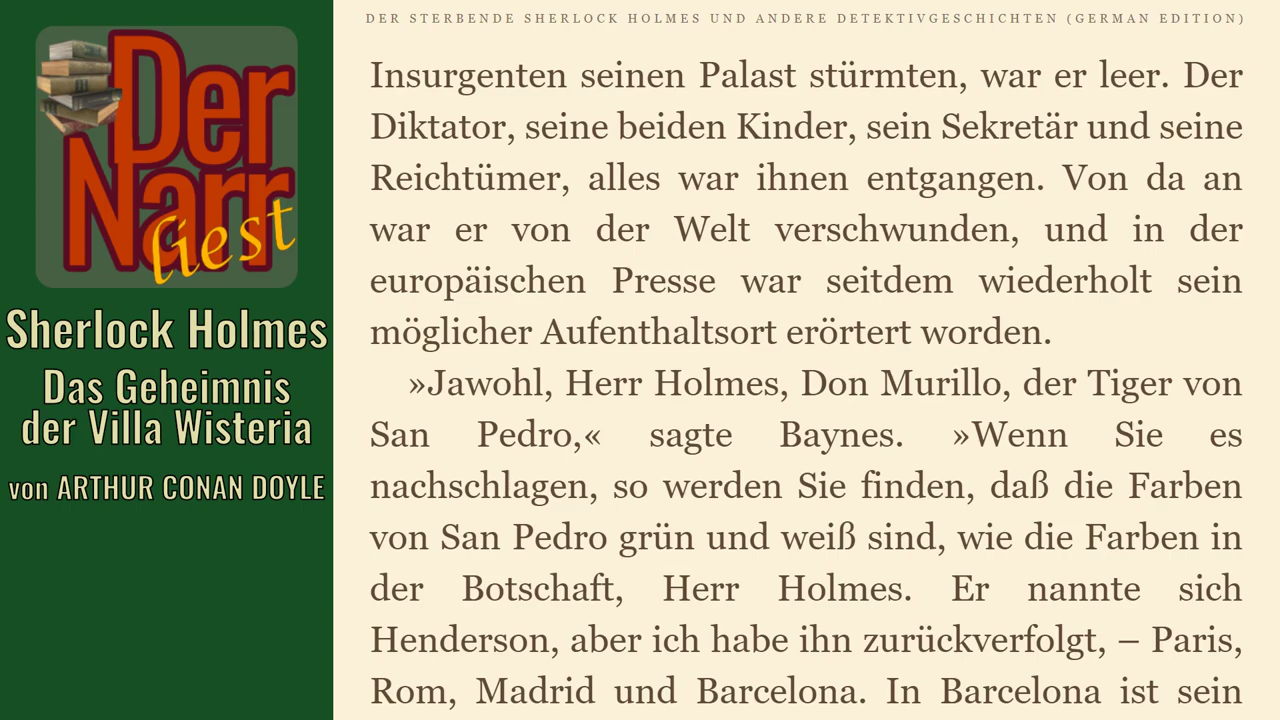 Der
Narr
liest
Sherlock Holmes
Das Geheimnis
der Villa Wisteria
von ARTHUR CONAN DOYLE
DER STERBENDE SHERLOCK HOLMES UND ANDERE DETEKTIVGESCHICHTEN (GERMAN EDITION)
Insurgenten seinen Palast stürmten, war er leer. Der
Diktator, seine beiden Kinder, sein Sekretär und seine
Reichtümer, alles war ihnen entgangen. Von da an
war er von der Welt verschwunden, und in der
europäischen Presse war seitdem wiederholt sein
möglicher Aufenthaltsort erörtert worden.
»Jawohl, Herr Holmes, Don Murillo, der Tiger von
San Pedro,« sagte Baynes. »Wenn Sie es
nachschlagen, so werden Sie finden, daß die Farben
von San Pedro grün und weiß sind, wie die Farben in
der Botschaft, Herr Holmes. Er nannte sich
Henderson, aber ich habe ihn zurückverfolgt, – Paris,
Rom, Madrid und Barcelona. In Barcelona ist sein